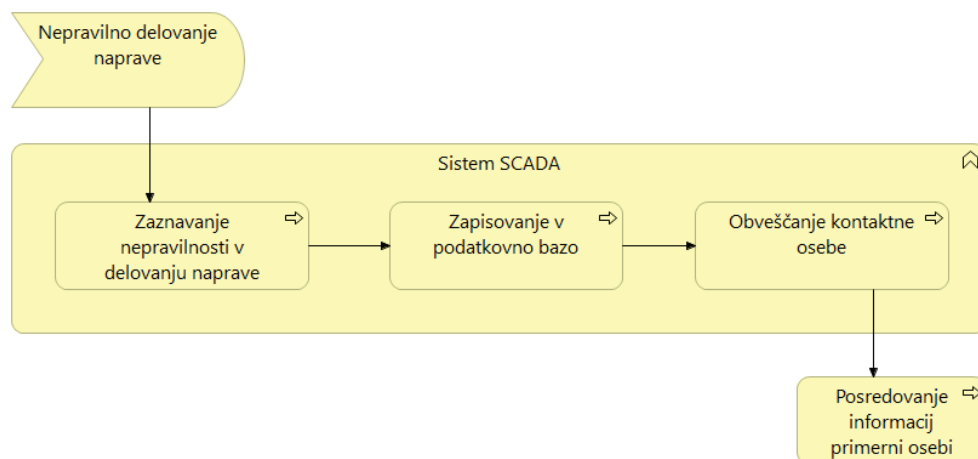 Nepravilno delovanje
naprave
Sistem SCADA
Zaznavanje
nepravilnosti v
delovanju naprave
Zapisovanje v
podatkovno bazo
Obveščanje kontaktne
osebe
Posredovanje
informacij
primerni osebi